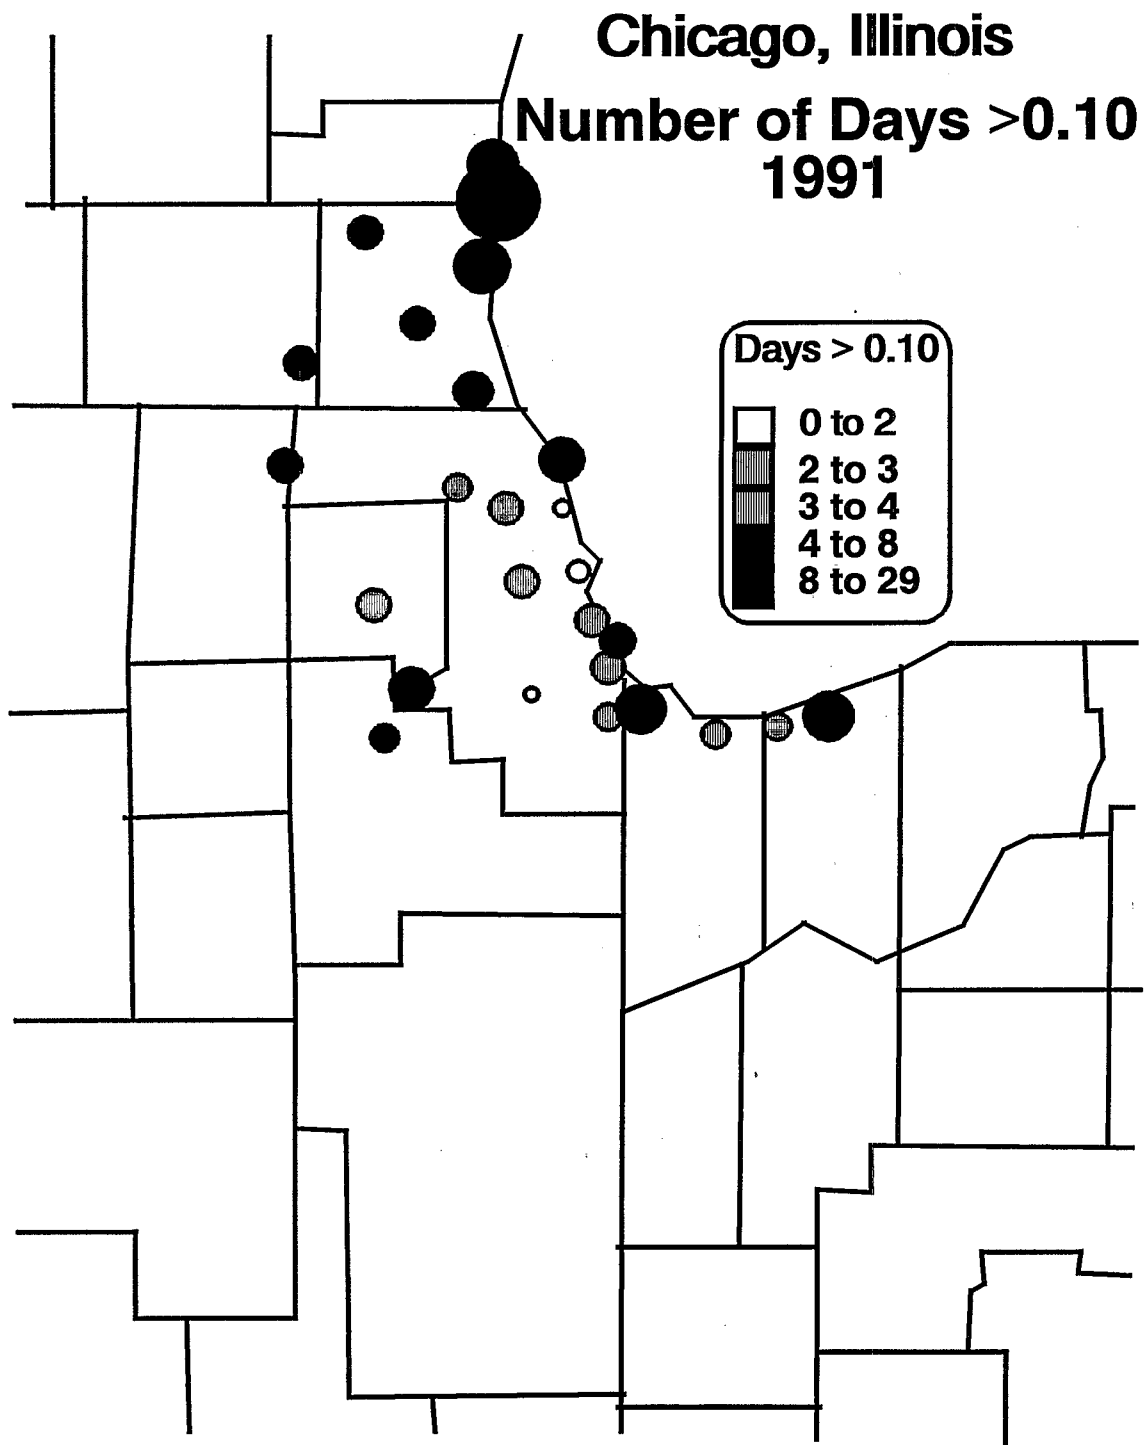 Chicago, Illinois
Number of Days >0.10
1991
Days > 0.10
0 to 2
2 to 3
3 to 4
4 to 8
8 to 29